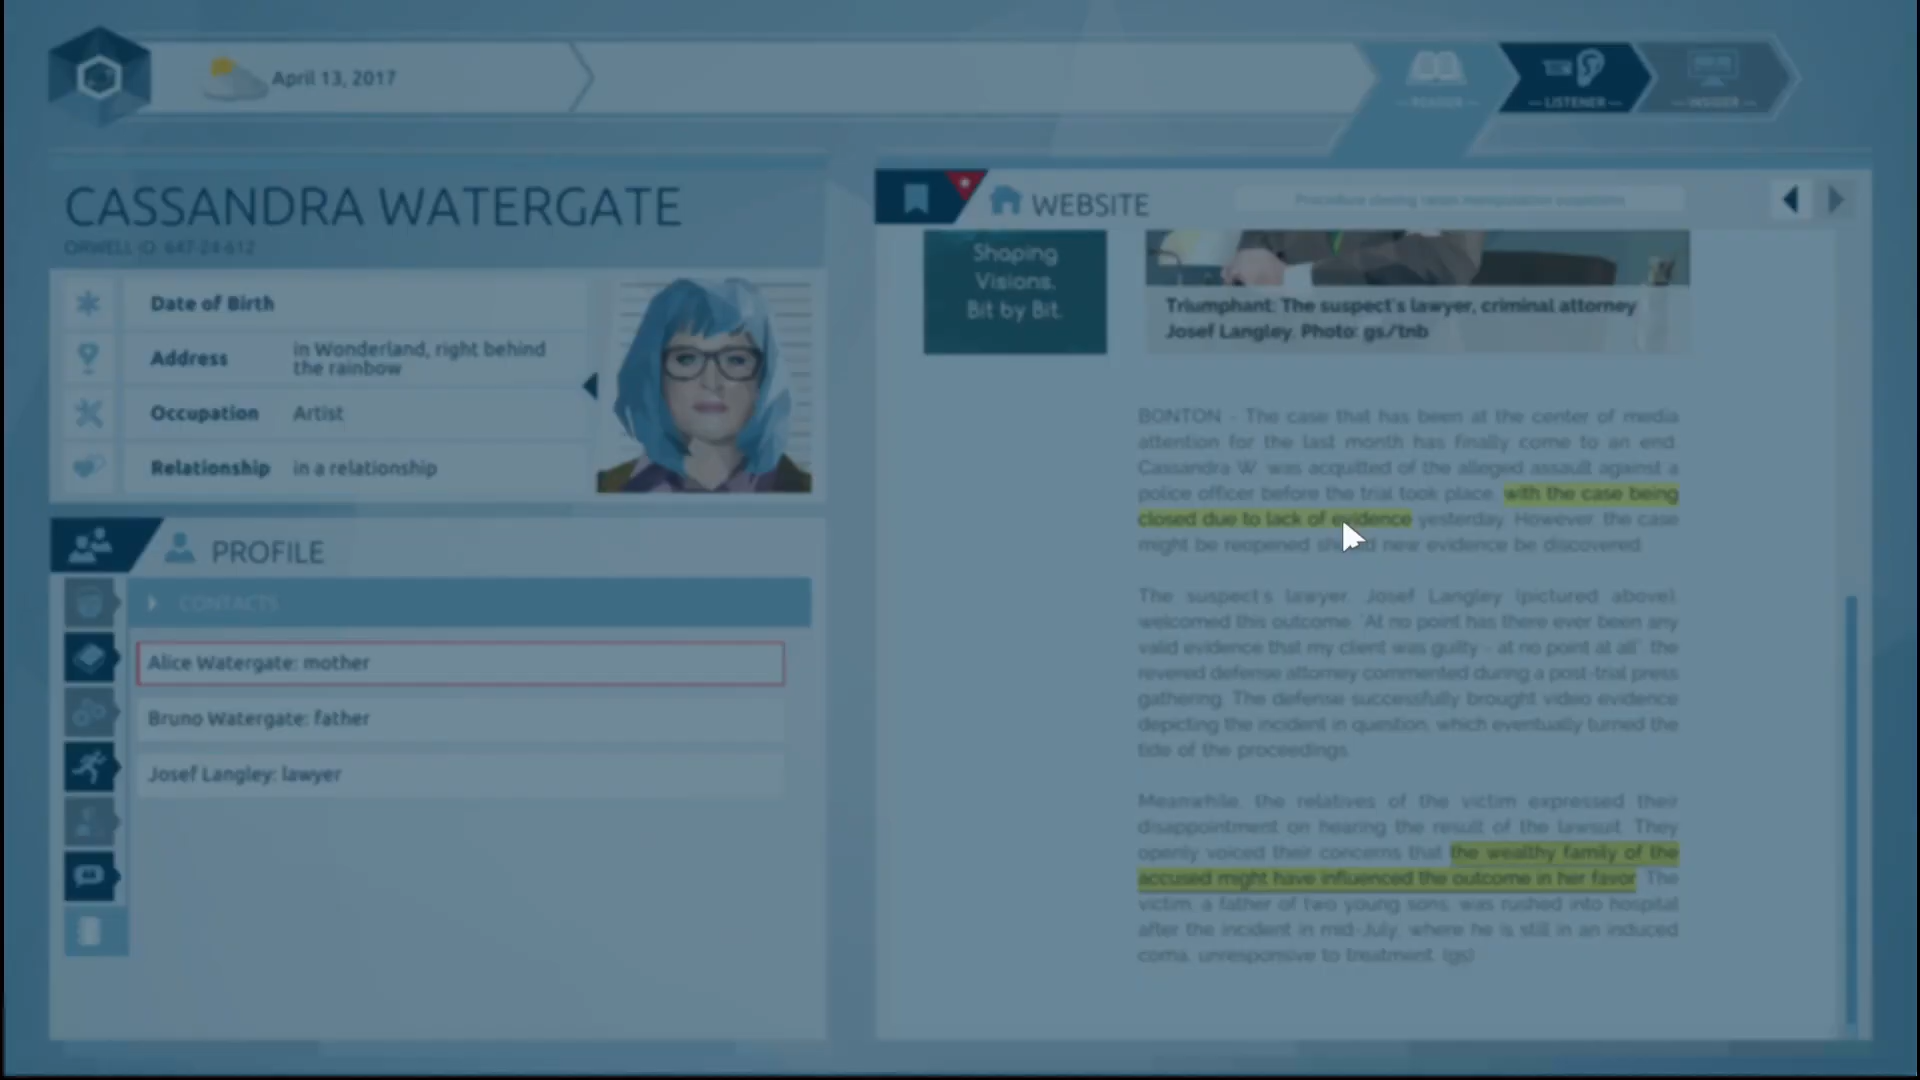 April 13, 2017
READER
LISTENER
INSIDER
CASSANDRA WATERGATE
ORWELL ID: 647-24-612
Date of Birth
Address in Wonderland, right behind
the rainbow
Occupation Artist
Relationship in a relationship
PROFILE
CONTACTS
Alice Watergate: mother
Bruno Watergate: father
Josef Langley: lawyer
WEBSITE
Shaping
Visions.
Bit by Bit.
Triumphant: The suspect's lawyer, criminal attorney
Josef Langley. Photo: gs/tnb
BONTON - The case that has been at the center of media
attention for the last month has finally come to an end.
Cassandra W. was acquitted of the alleged assault against a
police officer before the trial took place, with the case being
closed due to lack of evidence yesterday. However, the case
might be reopened should new evidence be discovered.
The suspect's lawyer, Josef Langley (pictured above),
welcomed this outcome. "At no point has there ever been any
valid evidence that my client was guilty - at no point at all" the
revered defense attorney commented during a post-trial press
gathering. The defense successfully brought video evidence
depicting the incident in question, which eventually turned the
tide of the proceedings.
Meanwhile, the relatives of the victim expressed their
disappointment on hearing the result of the lawsuit. They
openly voiced their concerns that the wealthy family of the
accused might have influenced the outcome in her favor. The
victim, a father of two young sons, was rushed into hospital
after the incident in mid-July, where he is still in an induced
coma, unresponsive to treatment. (gs)